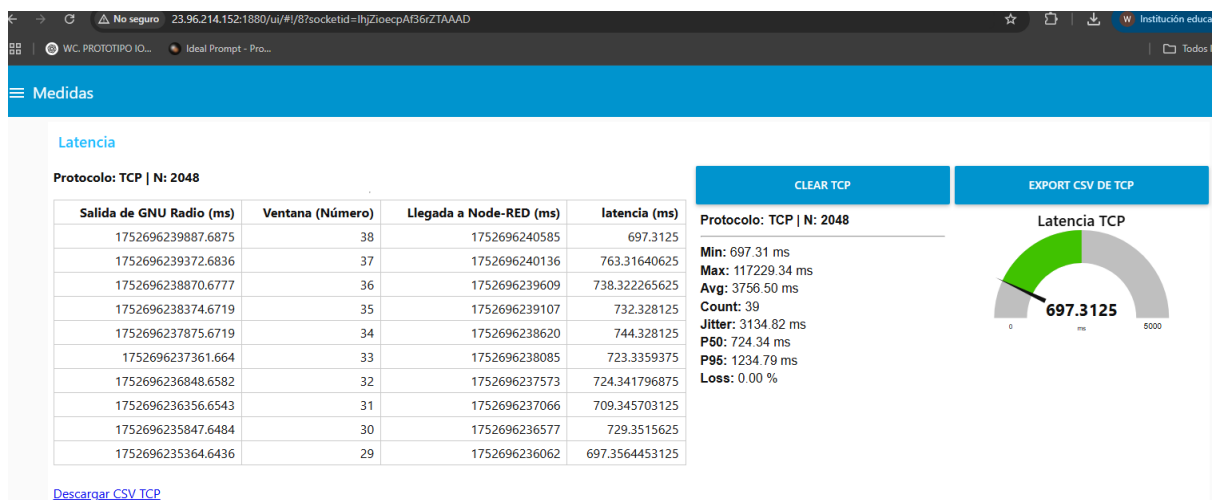 No seguro 23.96.214.152:1880/ui/#!/8?socketid=IhjZioecpAf36rZTAAAD
W Institución educa
WC. PROTOTIPO IO... Ideal Prompt - Pro...
Todos l
Medidas
Latencia
Protocolo: TCP | N: 2048
CLEAR TCP EXPORT CSV DE TCP
Salida de GNU Radio (ms) Ventana (Número) Llegada a Node-RED (ms) latencia (ms)
1752696239887.6875 38 1752696240585 697.3125
1752696239372.6836 37 1752696240136 763.31640625
1752696238870.6777 36 1752696239609 738.322265625
1752696238374.6719 35 1752696239107 732.328125
1752696237875.6719 34 1752696238620 744.328125
1752696237361.664 33 1752696238085 723.3359375
1752696236848.6582 32 1752696237573 724.341796875
1752696236356.6543 31 1752696237066 709.345703125
1752696235847.6484 30 1752696236577 729.3515625
1752696235364.6436 29 1752696236062 697.3564453125
Descargar CSV TCP
Protocolo: TCP | N: 2048
Min: 697.31 ms
Max: 117229.34 ms
Avg: 3756.50 ms
Count: 39
Jitter: 3134.82 ms
P50: 724.34 ms
P95: 1234.79 ms
Loss: 0.00 %
Latencia TCP
697.3125
0 ms 5000